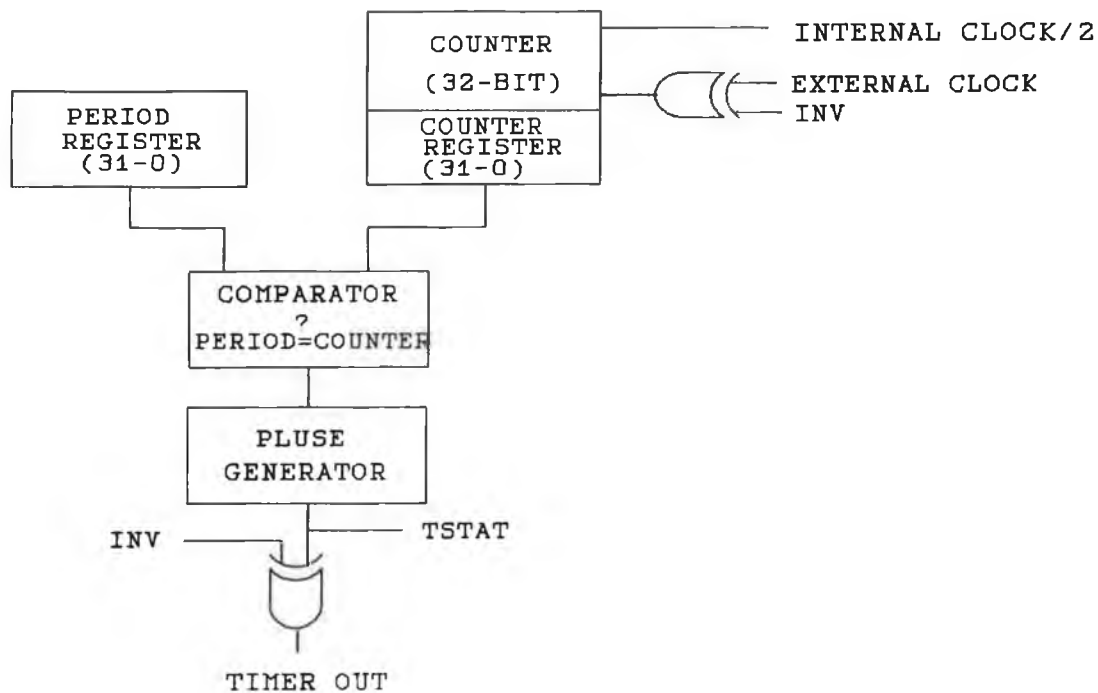 COUNTER
(32-BIT)
INTERNAL CLOCK/2
EXTERNAL CLOCK
INV
PERIOD
REGISTER
(31-0)
COUNTER
REGISTER
(31-0)
COMPARATOR
?
PERIOD=COUNTER
PLUSE
GENERATOR
INV
TSTAT
TIMER OUT